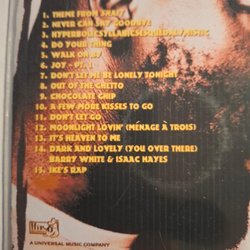 1. THEME FROM SHAFT
2. NEVER CAN SAY GOODBYE
3. HYPERBOLICSYLLABICSESQUEDALYMISTIC
4. DO YOUR THING
5. WALK ON BY
6. JOY - PT. 1
7. DON'T LET ME BE LONELY TONIGHT
8. OUT OF THE GHETTO
9. CHOCOLATE CHIP
10. A FEW MORE KISSES TO GO
11. DON'T LET GO
12. MOONLIGHT LOVIN' (MÉNAGE À TROIS)
13. IT'S HEAVEN TO ME
14. DARK AND LOVELY (YOU OVER THERE)
BARRY WHITE & ISAAC HAYES
15. IKE'S RAP
A UNIVERSAL MUSIC COMPANY